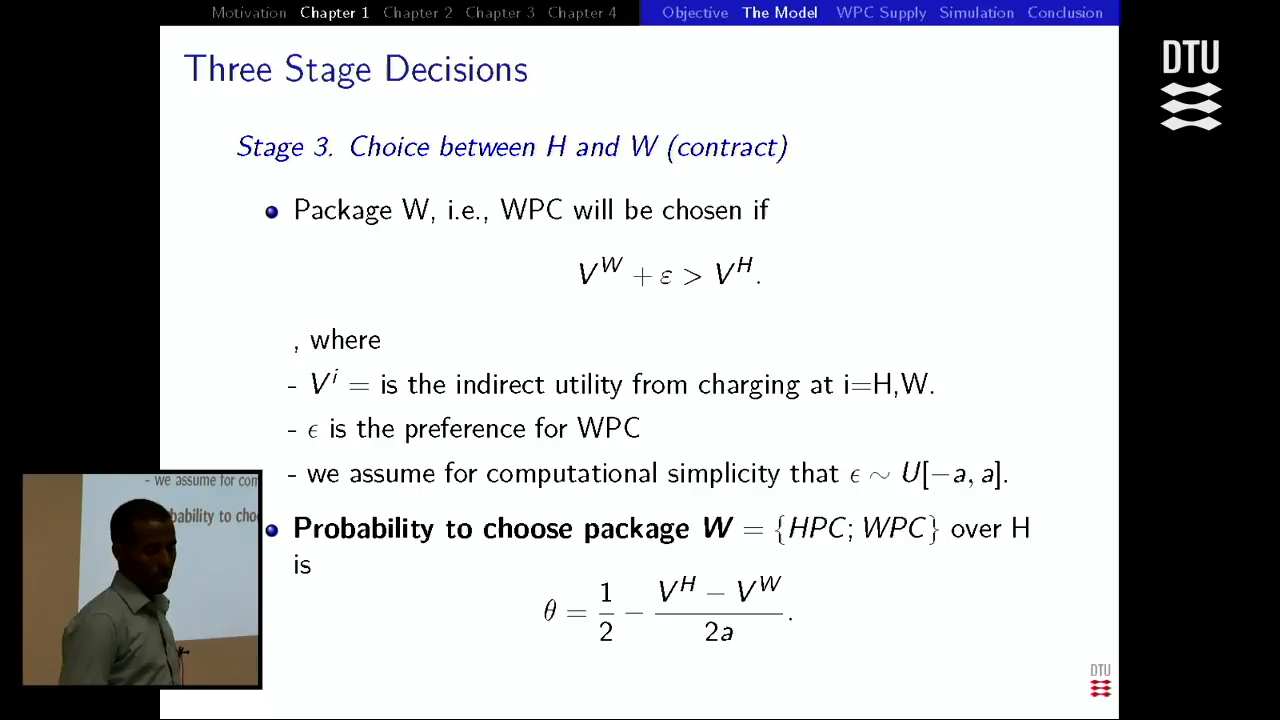 Motivation Chapter 1 Chapter 2 Chapter 3 Chapter 4 Objective The Model WPC Supply Simulation Conclusion
DTU
Three Stage Decisions
Stage 3. Choice between H and W (contract)
Package W, i.e., WPC will be chosen if
V^W + ε > V^H.
, where
- V^i = is the indirect utility from charging at i=H,W.
- ϵ is the preference for WPC
- we assume for computational simplicity that ϵ ∼ U[−a, a].
Probability to choose package W = {HPC; WPC} over H
is
θ = 1/2 − (V^H − V^W)/2a.
- we assume for com
bability to cho
DTU